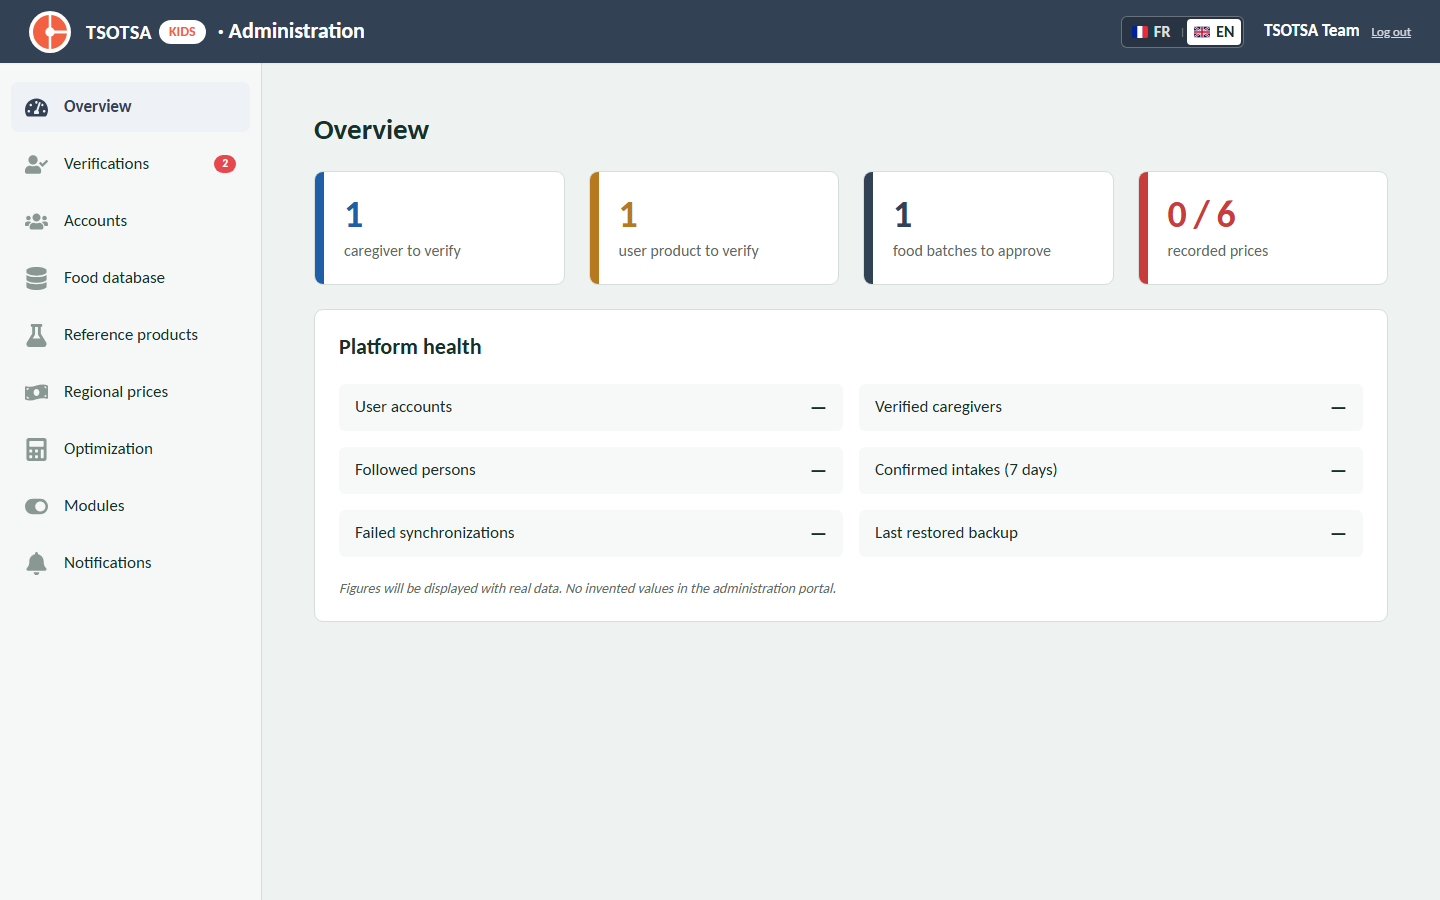 TSOTSA KIDS · Administration
FR | EN
TSOTSA Team Log out
Overview
Verifications 2
Accounts
Food database
Reference products
Regional prices
Optimization
Modules
Notifications
Overview
1
caregiver to verify
1
user product to verify
1
food batches to approve
0 / 6
recorded prices
Platform health
User accounts —
Verified caregivers —
Followed persons —
Confirmed intakes (7 days) —
Failed synchronizations —
Last restored backup —
Figures will be displayed with real data. No invented values in the administration portal.